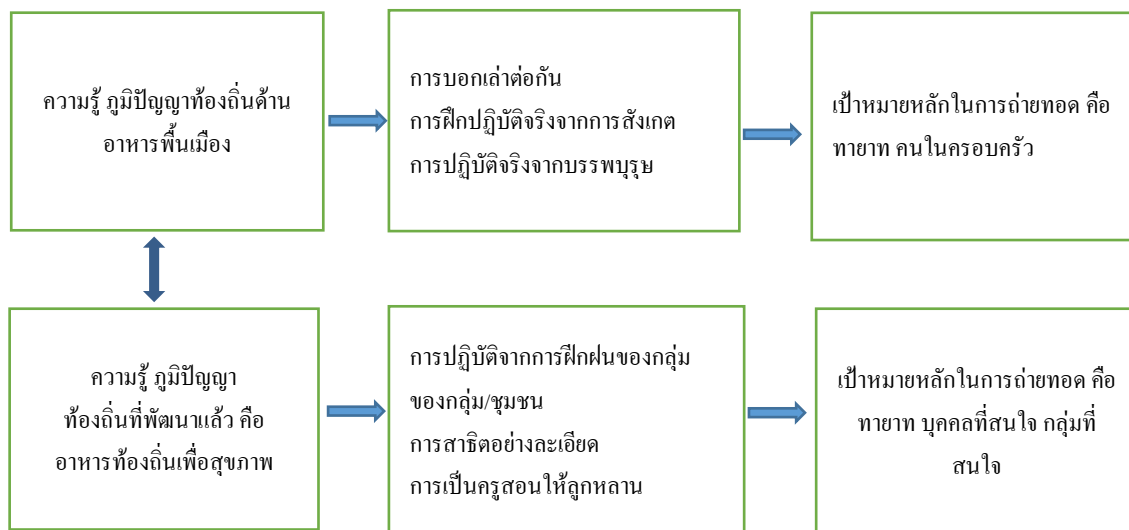 ความรู้ ภูมิปัญญาท้องถิ่นด้าน
อาหารพื้นเมือง
การบอกเล่าต่อกัน
การฝึกปฏิบัติจริงจากการสังเกต
การปฏิบัติจริงจากบรรพบุรุษ
เป้าหมายหลักในการถ่ายทอด คือ
ทายาท คนในครอบครัว
ความรู้ ภูมิปัญญา
ท้องถิ่นที่พัฒนาแล้ว คือ
อาหารท้องถิ่นเพื่อสุขภาพ
การปฏิบัติจากการฝึกฝนของกลุ่ม
ของกลุ่ม/ชุมชน
การสาธิตอย่างละเอียด
การเป็นครูสอนให้ลูกหลาน
เป้าหมายหลักในการถ่ายทอด คือ
ทายาท บุคคลที่สนใจ กลุ่มที่
สนใจ